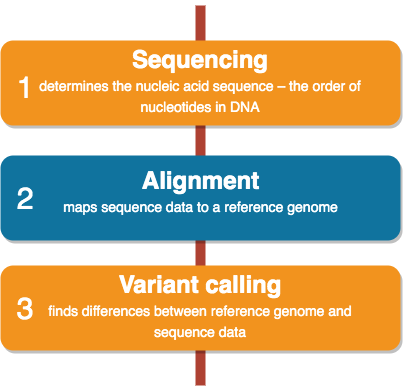 Sequencing
1 determines the nucleic acid sequence – the order of
nucleotides in DNA
Alignment
2 maps sequence data to a reference genome
Variant calling
3 finds differences between reference genome and
sequence data